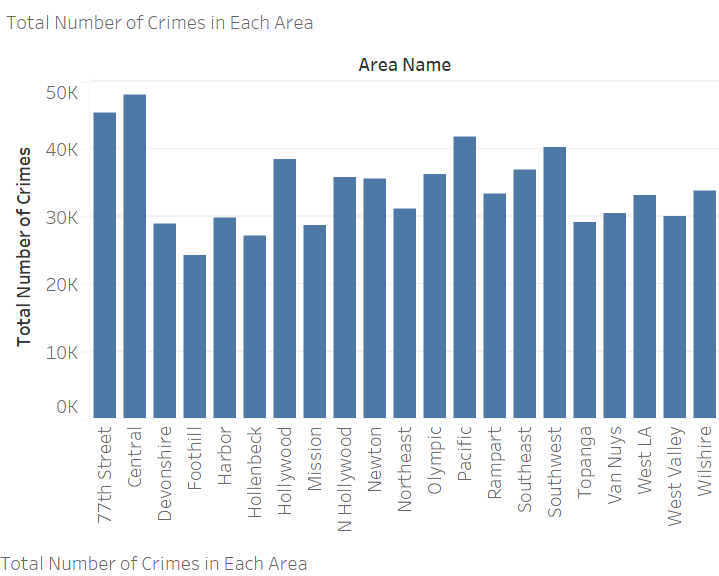 Total Number of Crimes in Each Area
Area Name
Total Number of Crimes
50K
40K
30K
20K
10K
0K
77th Street
Central
Devonshire
Foothill
Harbor
Hollenbeck
Hollywood
Mission
N Hollywood
Newton
Northeast
Olympic
Pacific
Rampart
Southeast
Southwest
Topanga
Van Nuys
West LA
West Valley
Wilshire
Total Number of Crimes in Each Area